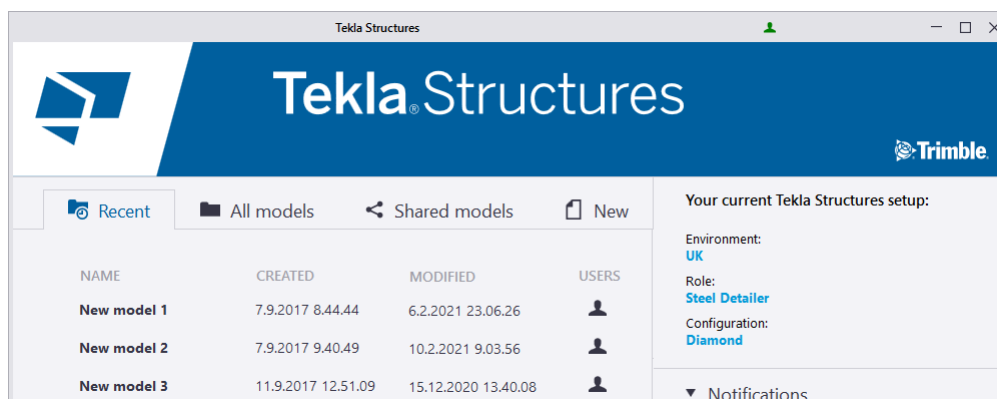 Tekla Structures
Tekla® Structures
Trimble.
Recent All models Shared models New
NAME CREATED MODIFIED USERS
New model 1 7.9.2017 8.44.44 6.2.2021 23.06.26
New model 2 7.9.2017 9.40.49 10.2.2021 9.03.56
New model 3 11.9.2017 12.51.09 15.12.2020 13.40.08
Your current Tekla Structures setup:
Environment:
UK
Role:
Steel Detailer
Configuration:
Diamond
Notifications